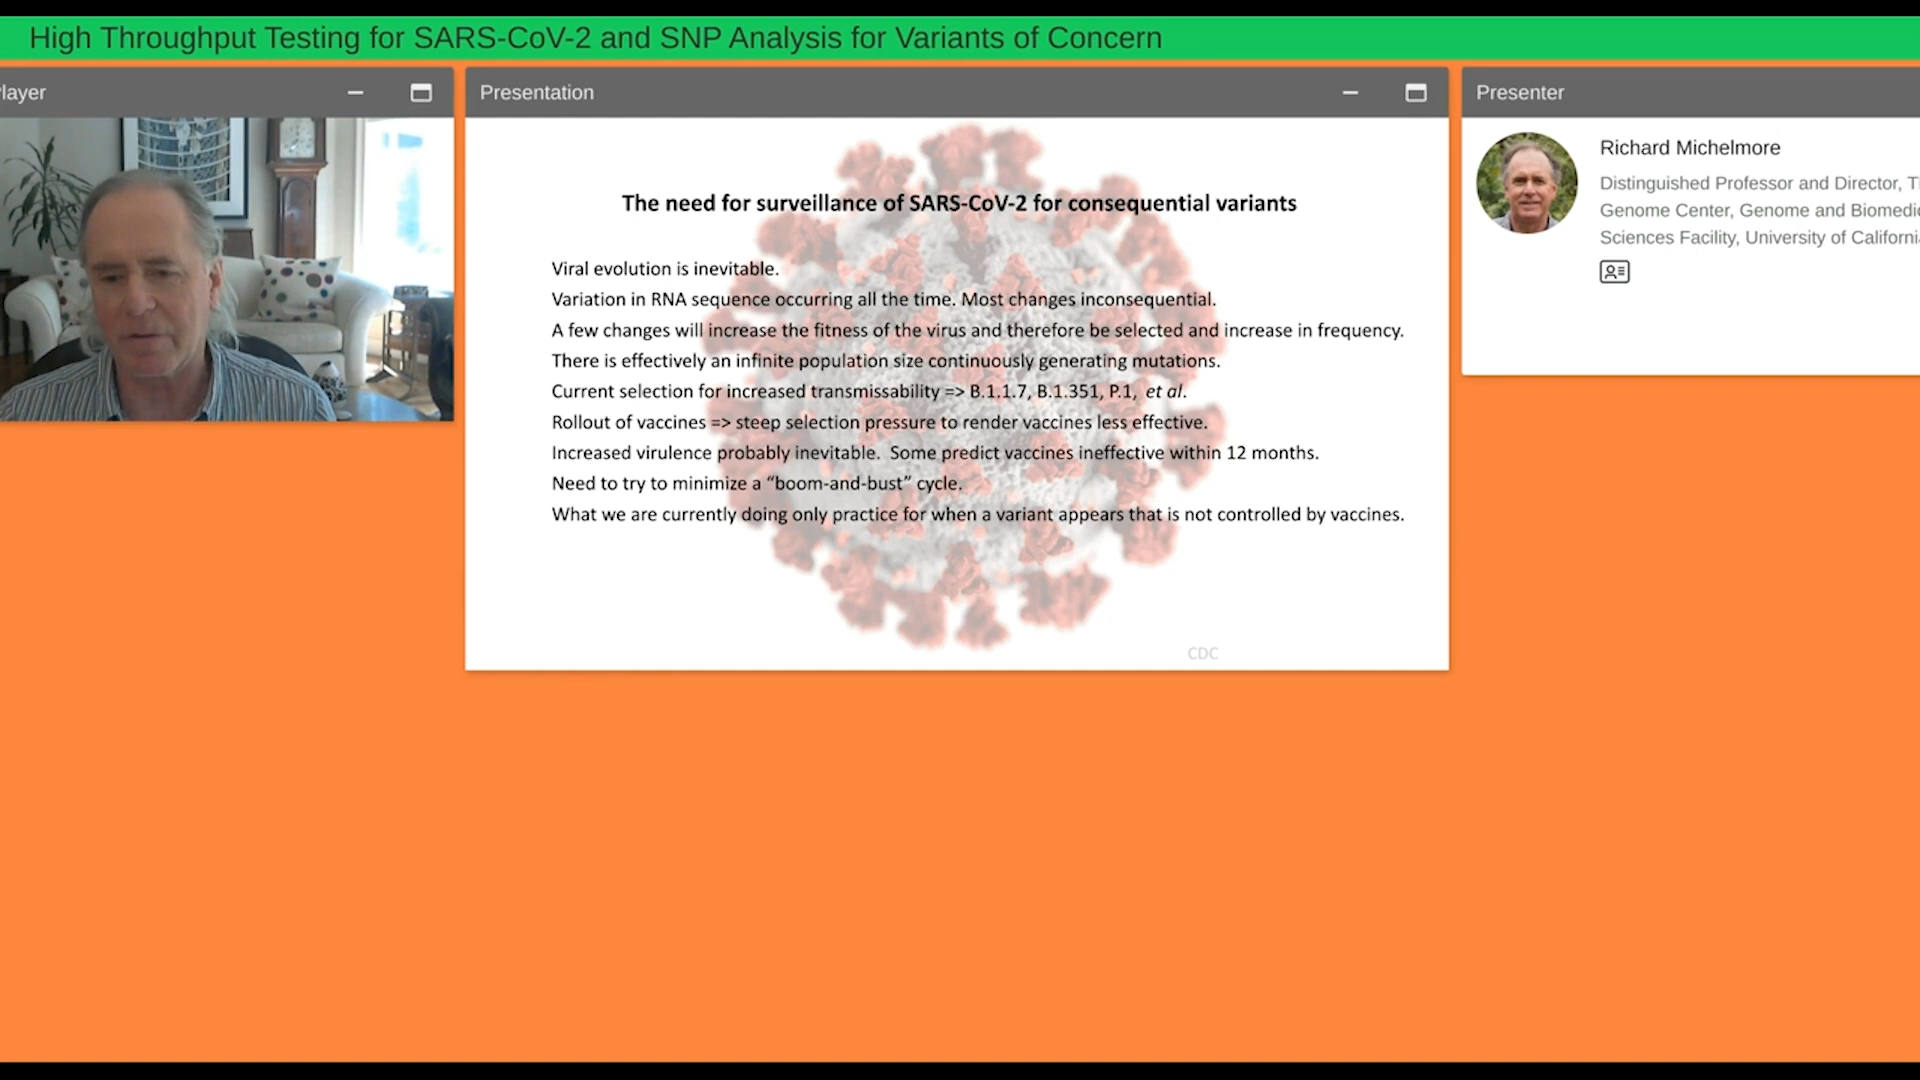 High Throughput Testing for SARS-CoV-2 and SNP Analysis for Variants of Concern
Presentation
Presenter
Richard Michelmore
Distinguished Professor and Director,
Genome Center, Genome and
Sciences Facility, University of
The need for surveillance of SARS-CoV-2 for consequential variants
Viral evolution is inevitable.
Variation in RNA sequence occurring all the time. Most changes inconsequential.
A few changes will increase the fitness of the virus and therefore be selected and increase in frequency.
There is effectively an infinite population size continuously generating mutations.
Current selection for increased transmissability => B.1.1.7, B.1.351, P.1, et al.
Rollout of vaccines => steep selection pressure to render vaccines less effective.
Increased virulence probably inevitable. Some predict vaccines ineffective within 12 months.
Need to try to minimize a “boom-and-bust” cycle.
What we are currently doing only practice for when a variant appears that is not controlled by vaccines.
CDC